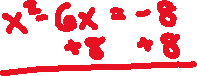 x² - 6x = -8
+8 +8